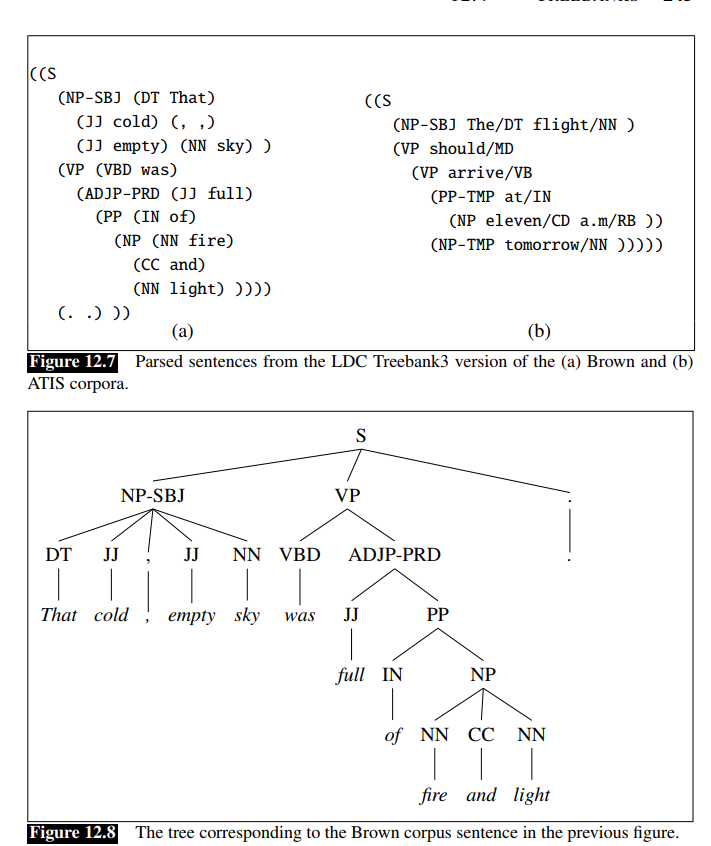 ((S
(NP-SBJ (DT That)
(JJ cold) (, ,)
(JJ empty) (NN sky) )
(VP (VBD was)
(ADJP-PRD (JJ full)
(PP (IN of)
(NP (NN fire)
(CC and)
(NN light) ))))
(. .) ))
(a)
((S
(NP-SBJ The/DT flight/NN )
(VP should/MD
(VP arrive/VB
(PP-TMP at/IN
(NP eleven/CD a.m/RB ))
(NP-TMP tomorrow/NN )))))
(b)
Figure 12.7 Parsed sentences from the LDC Treebank3 version of the (a) Brown and (b)
ATIS corpora.
S
NP-SBJ VP .
DT JJ , JJ NN VBD ADJP-PRD .
That cold , empty sky was JJ PP
full IN NP
of NN CC NN
fire and light
Figure 12.8 The tree corresponding to the Brown corpus sentence in the previous figure.